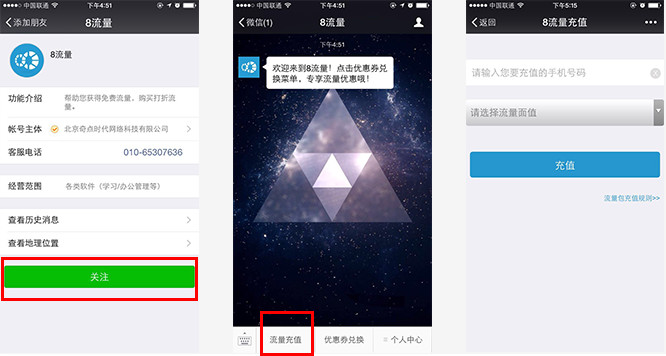 中国联通
下午4:51
添加朋友
8流量
8流量
功能介绍
帮助您获得免费流量，购买打折流
量。
帐号主体
北京奇点时代网络科技有限公司
客服电话
010-65307636
经营范围
各类软件（学习/办公管理等）
查看历史消息
查看地理位置
关注
中国联通
下午4:51
微信(1)
8流量
下午4:51
欢迎来到8流量！点击优惠券兑
换菜单，专享流量优惠哦！
流量充值
优惠券兑换
个人中心
中国联通
下午5:15
返回
8流量充值
请输入您要充值的手机号码
请选择流量面值
充值
流量包充值规则>>